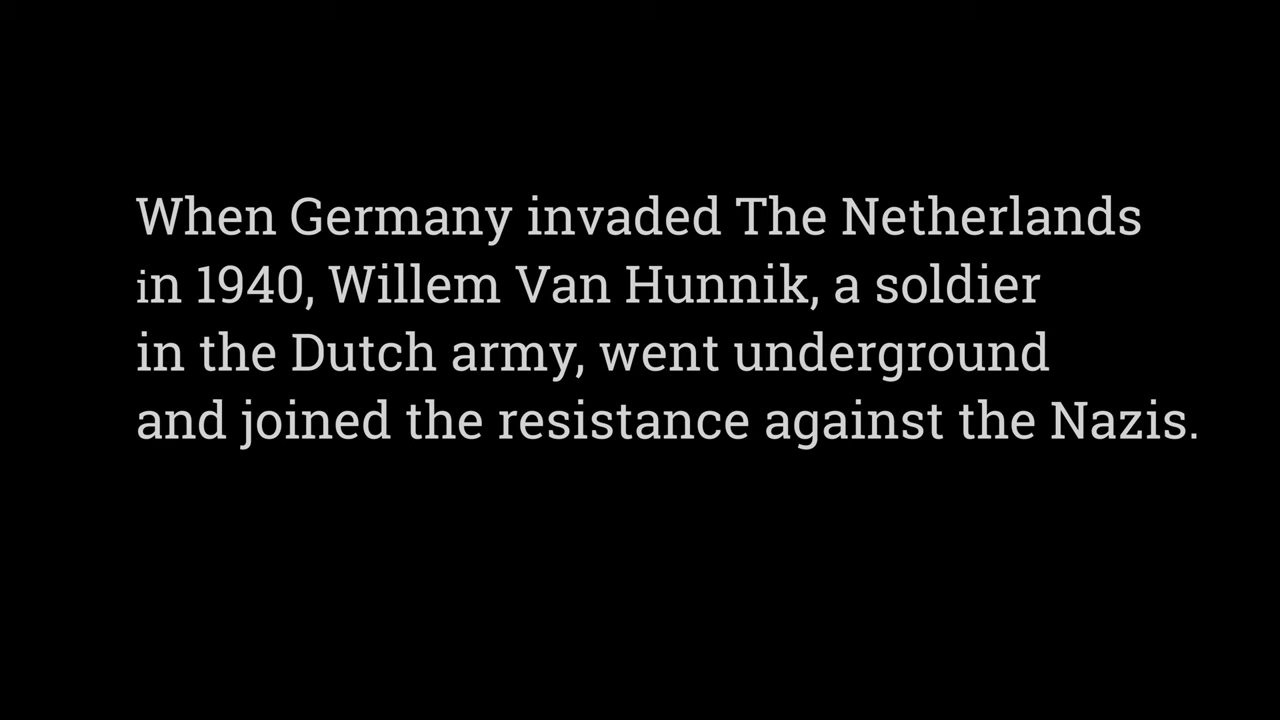 When Germany invaded The Netherlands
in 1940, Willem Van Hunnik, a soldier
in the Dutch army, went underground
and joined the resistance against the Nazis.